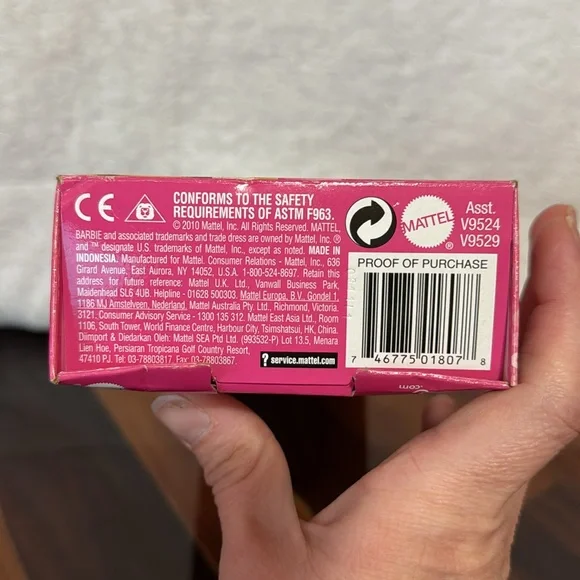 CE
CONFORMS TO THE SAFETY
REQUIREMENTS OF ASTM F963.
© 2010 Mattel, Inc. All Rights Reserved. MATTEL,
BARBIE and associated trademarks and trade dress are owned by Mattel, Inc. ®
and ™ designate U.S. trademarks of Mattel, Inc., except as noted. MADE IN
INDONESIA. Manufactured for Mattel. Consumer Relations - Mattel, Inc., 636
Girard Avenue, East Aurora, NY 14052, U.S.A. 1-800-524-8697. Retain this
address for future reference: Mattel U.K. Ltd., Vanwall Business Park,
Maidenhead SL6 4UB. Helpline - 01628 500303. Mattel Europa, B.V., Gondel 1,
1186 MJ Amstelveen, Nederland. Mattel Australia Pty. Ltd., Richmond, Victoria.
3121. Consumer Advisory Service - 1300 135 312. Mattel East Asia Ltd., Room
1106, South Tower, World Finance Centre, Harbour City, Tsimshatsui, HK, China.
Diimport & Diedarkan Oleh: Mattel SEA Ptd Ltd. (993532-P) Lot 13.5, Menara
Lien Hoe, Persiaran Tropicana Golf Country Resort,
47410 PJ. Tel: 03-78803817. Fax: 03-78803867.
? service.mattel.com
MATTEL
®
Asst.
V9524
V9529
PROOF OF PURCHASE
7 46775 01807 8
.com